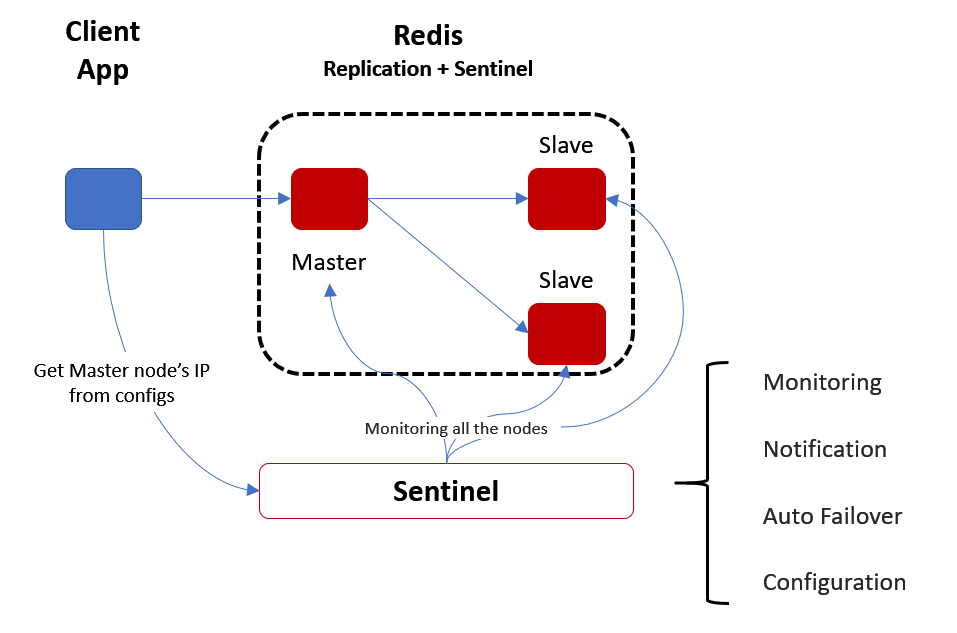 Client
App
Redis
Replication + Sentinel
Slave
Master
Slave
Get Master node’s IP
from configs
Monitoring all the nodes
Sentinel
Monitoring
Notification
Auto Failover
Configuration